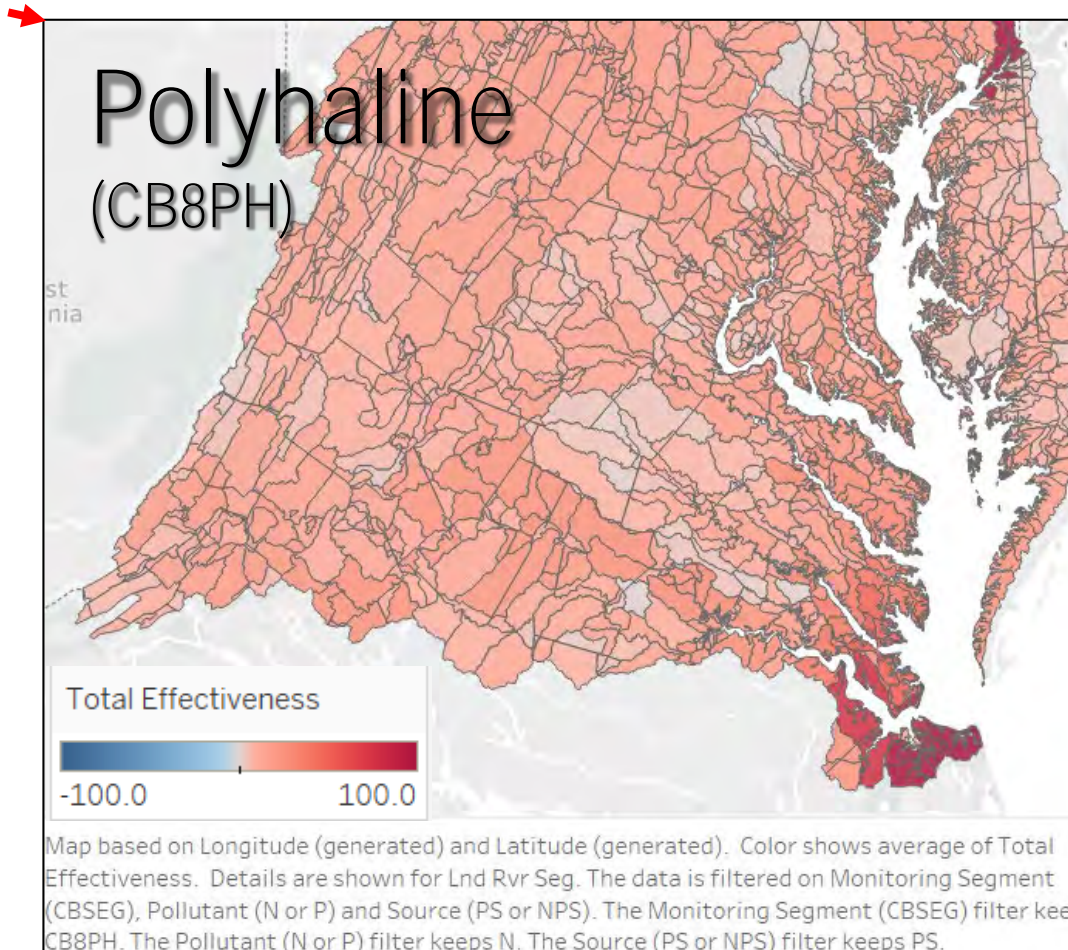 Polyhaline
(CB8PH)
st
nia
Total Effectiveness
-100.0 100.0
Map based on Longitude (generated) and Latitude (generated). Color shows average of Total
Effectiveness. Details are shown for Lnd Rvr Seg. The data is filtered on Monitoring Segment
(CBSEG), Pollutant (N or P) and Source (PS or NPS). The Monitoring Segment (CBSEG) filter kee
CB8PH. The Pollutant (N or P) filter keeps N. The Source (PS or NPS) filter keeps PS.